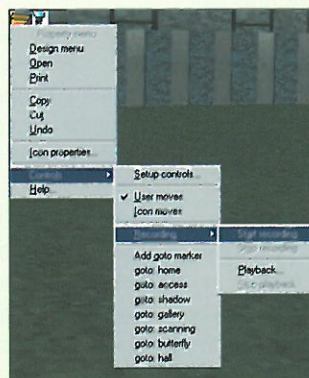 Property menu
Design menu
Open
Print
Copy
Cut
Undo
Icon properties...
Controls
Help...
Setup controls...
User moves
Icon moves
Recording
Add goto marker
goto: home
goto: access
goto: shadow
goto: gallery
goto: scanning
goto: butterfly
goto: hall
Start recording
Stop recording
Playback...
Stop playback